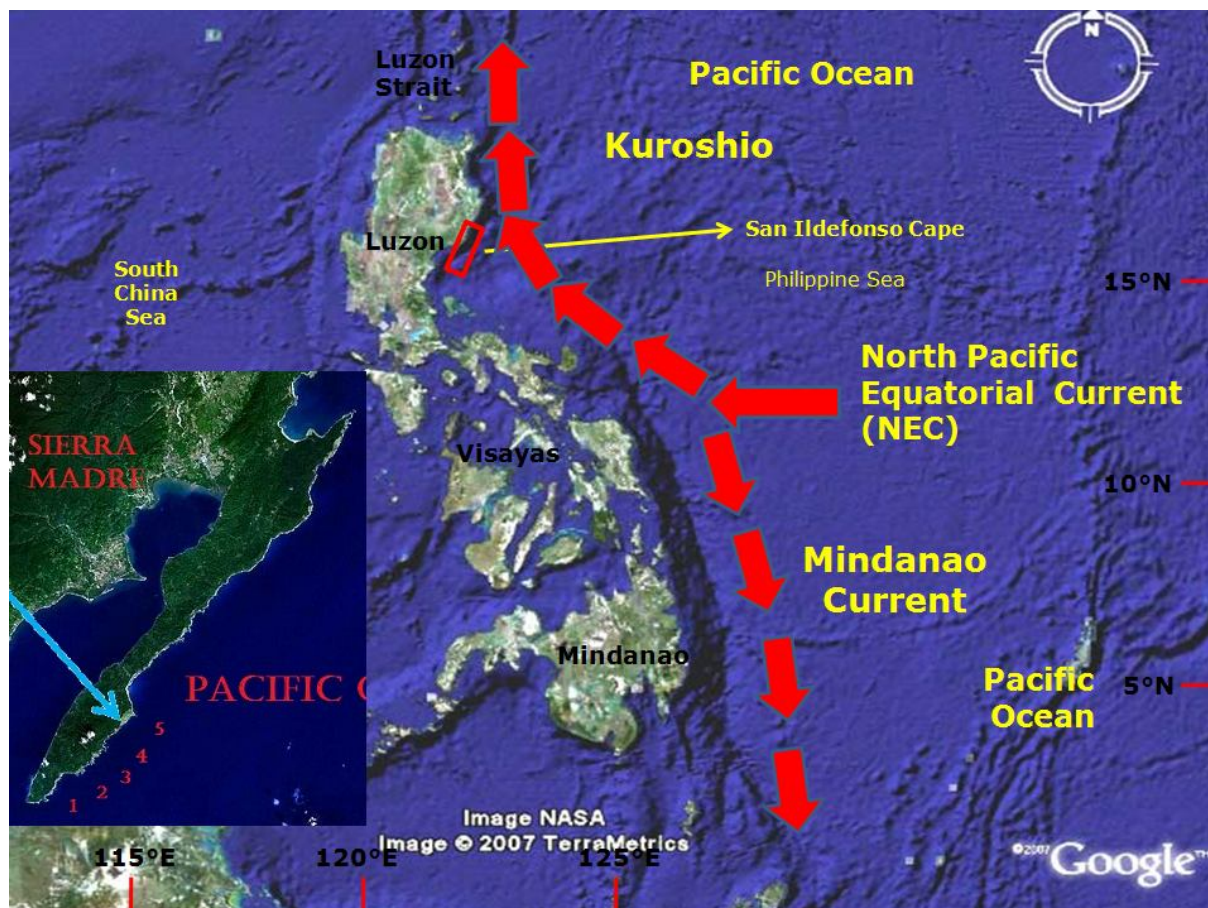 Luzon
Strait
Pacific Ocean
N
Kuroshio
Luzon
San Ildefonso Cape
South
China
Sea
Philippine Sea
15°N
North Pacific
Equatorial Current
(NEC)
SIERRA
MADRE
Visayas
10°N
Mindanao
Current
Mindanao
PACIFIC
Pacific
Ocean
5°N
5
4
3
2
1
Image NASA
Image © 2007 TerraMetrics
115°E
120°E
125°E
©2007 Google™